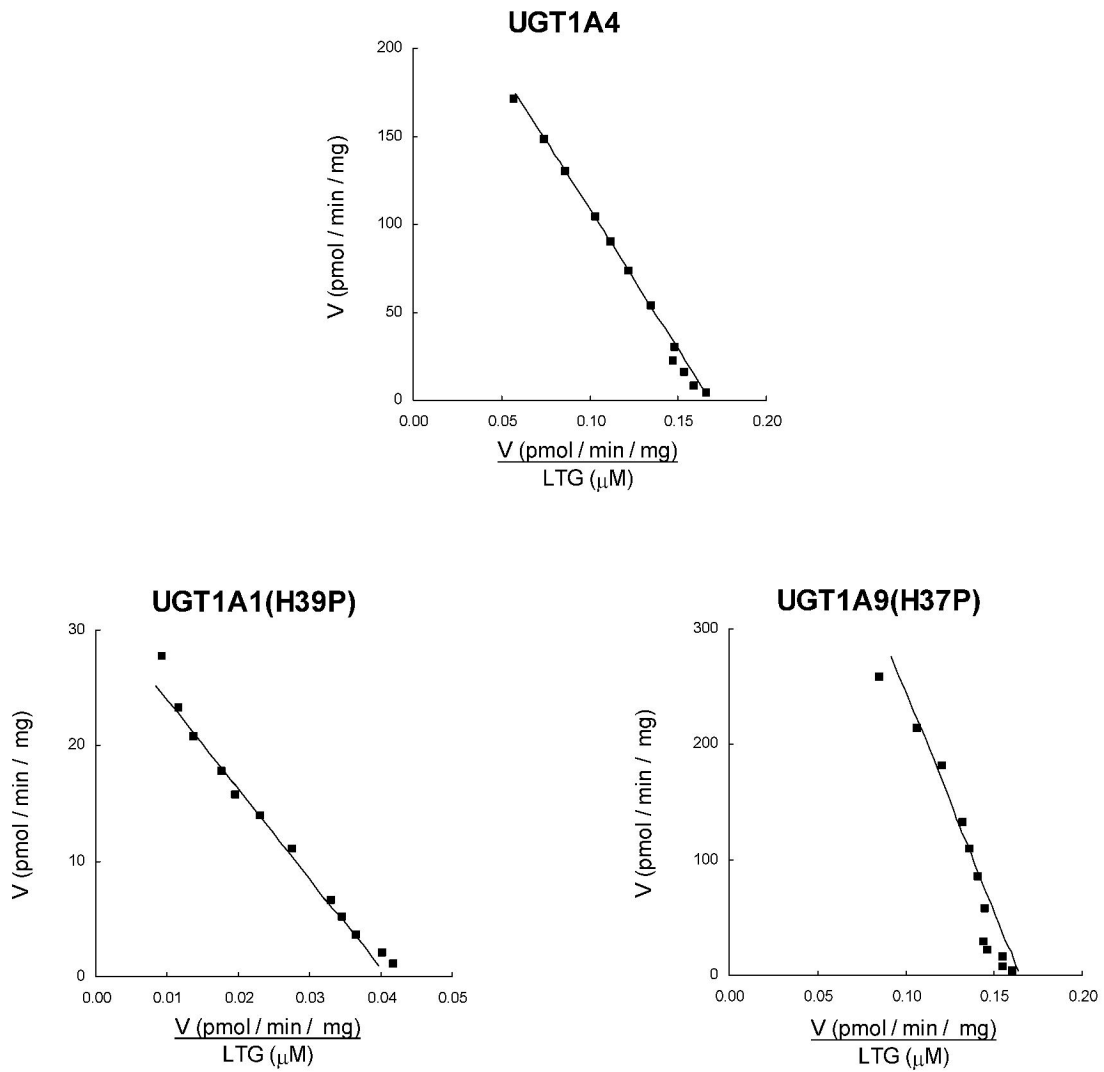 UGT1A4
200
150
100
50
0
V (pmol / min / mg)
0.00 0.05 0.10 0.15 0.20
V (pmol / min / mg)
LTG (μM)
UGT1A1(H39P)
30
20
10
0
V (pmol / min / mg)
0.00 0.01 0.02 0.03 0.04 0.05
V (pmol / min / mg)
LTG (μM)
UGT1A9(H37P)
300
200
100
0
V (pmol / min / mg)
0.00 0.05 0.10 0.15 0.20
V (pmol / min / mg)
LTG (μM)